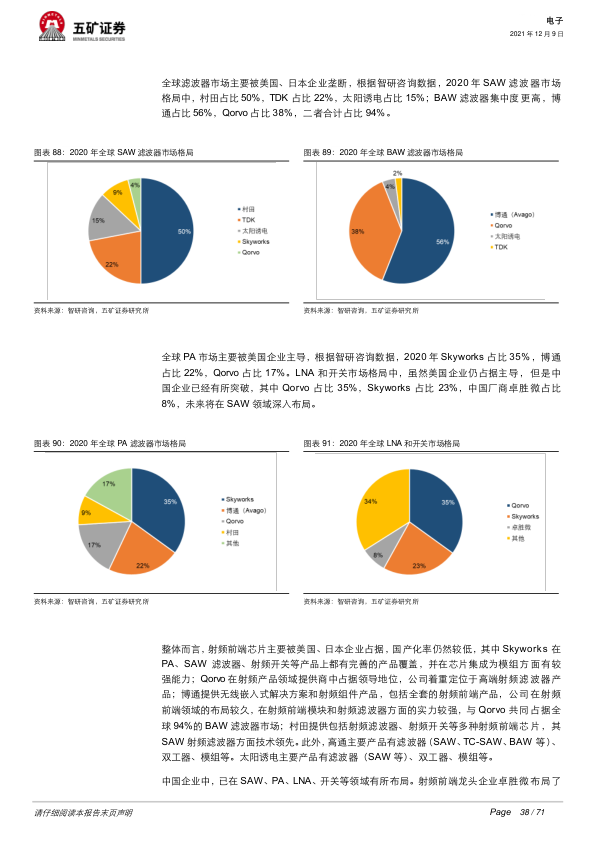 五矿证券
MINMETALS SECURITIES
电子
2021 年 12 月 9 日
全球滤波器市场主要被美国、日本企业垄断，根据智研咨询数据，2020 年 SAW 滤波器市场
格局中，村田占比 50%，TDK 占比 22%，太阳诱电占比 15%；BAW 滤波器集中度更高，博
通占比 56%，Qorvo 占比 38%，二者合计占比 94%。
图表 88：2020 年全球 SAW 滤波器市场格局
50%
22%
15%
9%
4%
村田
TDK
太阳诱电
Skyworks
Qorvo
资料来源：智研咨询，五矿证券研究所
图表 89：2020 年全球 BAW 滤波器市场格局
56%
38%
4%
2%
博通（Avago）
Qorvo
太阳诱电
TDK
资料来源：智研咨询，五矿证券研究所
全球 PA 市场主要被美国企业主导，根据智研咨询数据，2020 年 Skyworks 占比 35%，博通
占比 22%，Qorvo 占比 17%。LNA 和开关市场格局中，虽然美国企业仍占据主导，但是中
国企业已经有所突破，其中 Qorvo 占比 35%，Skyworks 占比 23%，中国厂商卓胜微占比
8%，未来将在 SAW 领域深入布局。
图表 90：2020 年全球 PA 滤波器市场格局
35%
22%
17%
9%
17%
Skyworks
博通（Avago）
Qorvo
村田
其他
资料来源：智研咨询，五矿证券研究所
图表 91：2020 年全球 LNA 和开关市场格局
35%
23%
8%
34%
Qorvo
Skyworks
卓胜微
其他
资料来源：智研咨询，五矿证券研究所
整体而言，射频前端芯片主要被美国、日本企业占据，国产化率仍然较低，其中 Skyworks 在
PA、SAW 滤波器、射频开关等产品上都有完善的产品覆盖，并在芯片集成为模组方面有较
强能力；Qorvo 在射频产品领域提供商中占据领导地位，公司着重定位于高端射频滤波器产
品；博通提供无线嵌入式解决方案和射频组件产品，包括全套的射频前端产品，公司在射频
前端领域的布局较久，在射频前端模块和射频滤波器方面的实力较强，与 Qorvo 共同占据全
球 94%的 BAW 滤波器市场；村田提供包括射频滤波器、射频开关等多种射频前端芯片，其
SAW 射频滤波器方面技术领先。此外，高通主要产品有滤波器（SAW、TC-SAW、BAW 等）、
双工器、模组等。太阳诱电主要产品有滤波器（SAW 等）、双工器、模组等。
中国企业中，已在 SAW、PA、LNA、开关等领域有所布局。射频前端龙头企业卓胜微布局了
请仔细阅读本报告末页声明
Page 38 / 71